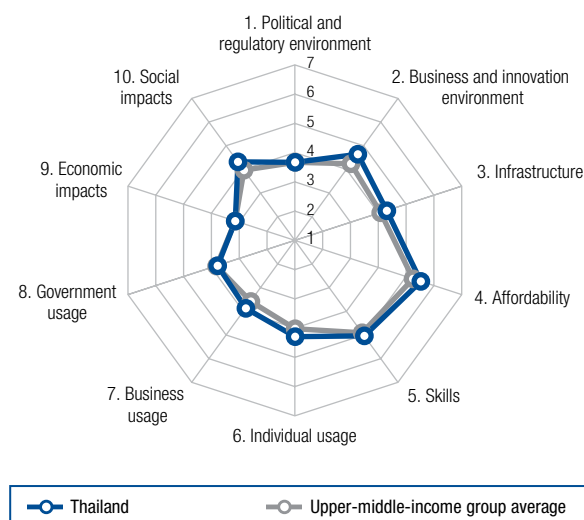 1. Political and
regulatory environment
7
10. Social
impacts
6
2. Business and innovation
environment
5
4
9. Economic
impacts
3
3. Infrastructure
2
1
8. Government
usage
4. Affordability
7. Business
usage
5. Skills
6. Individual usage
Thailand
Upper-middle-income group average